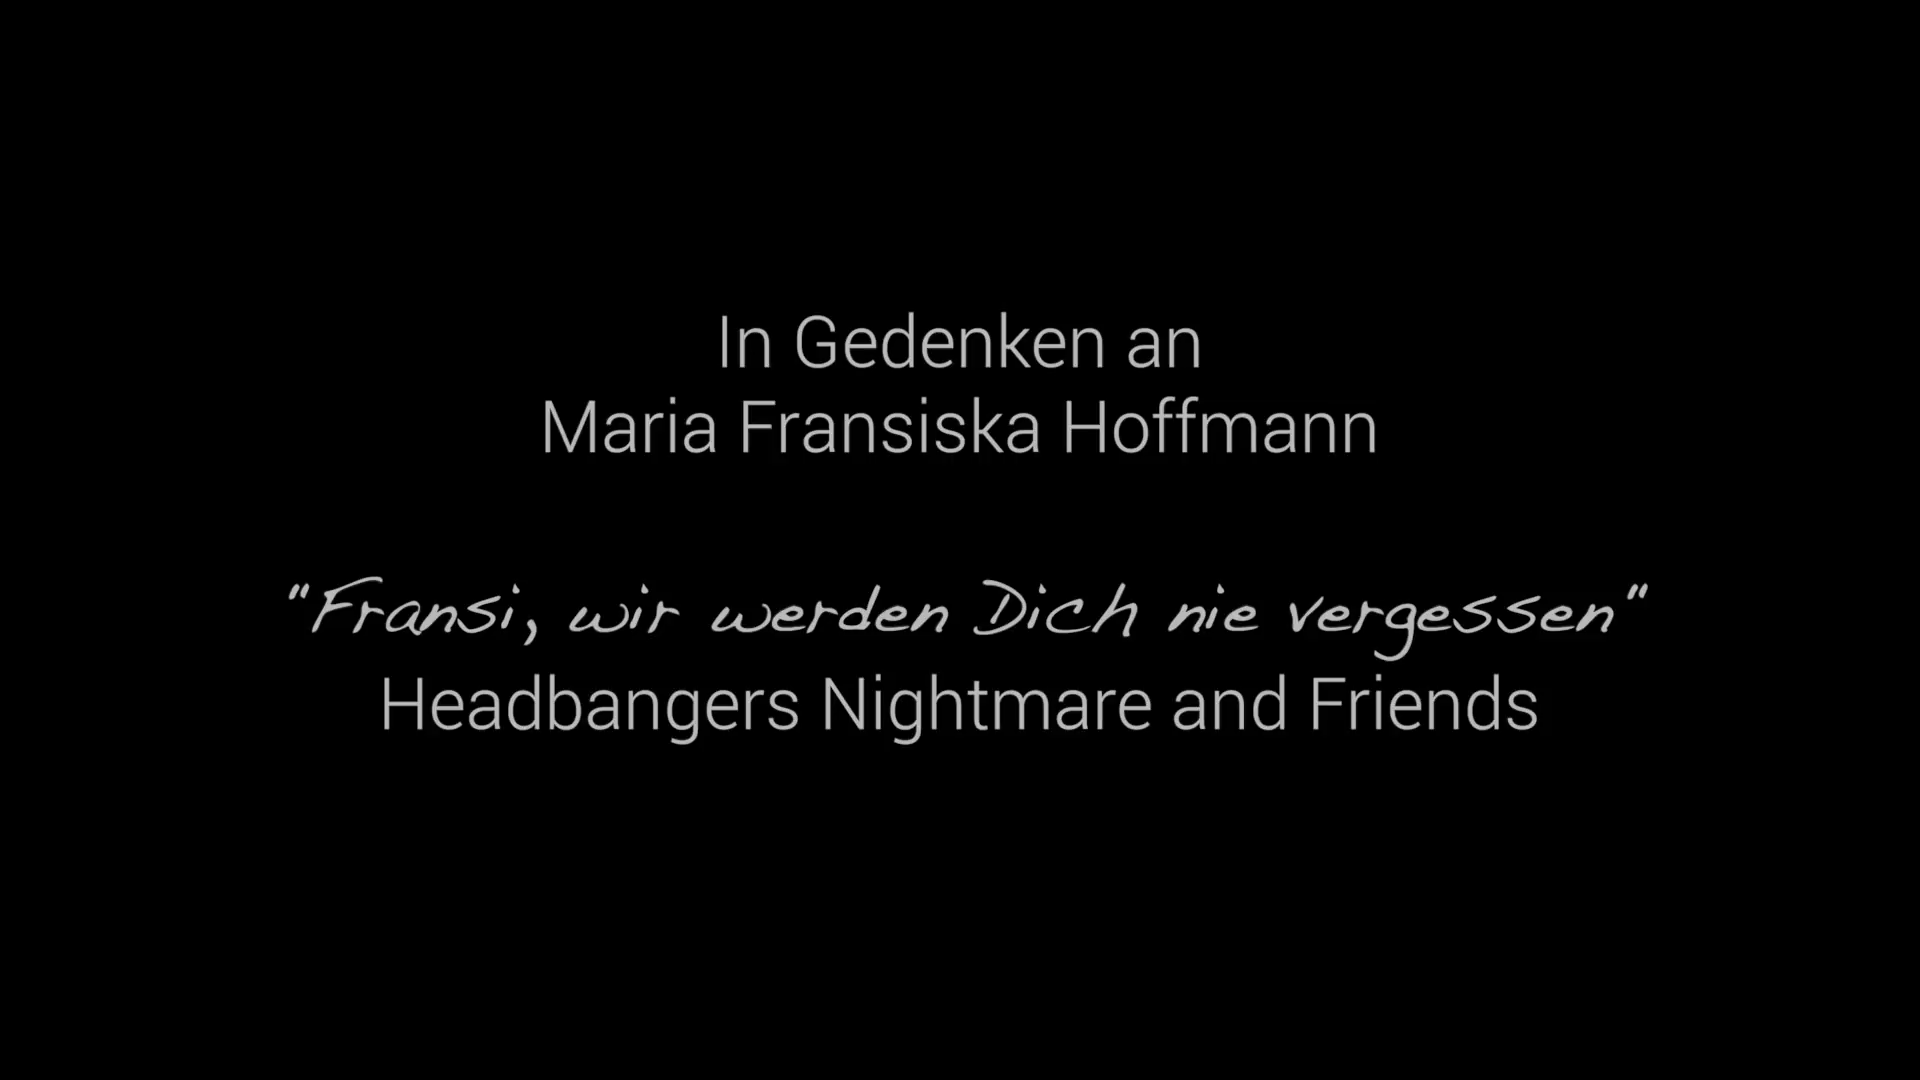 In Gedenken an
Maria Fransiska Hoffmann
"Fransi, wir werden Dich nie vergessen"
Headbangers Nightmare and Friends